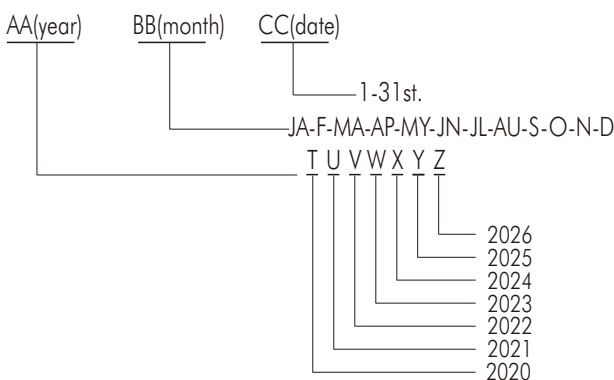 AA(year) BB(month) CC(date)
1-31st.
JA-F-MA-AP-MY-JN-JL-AU-S-O-N-D
T U V W X Y Z
2026
2025
2024
2023
2022
2021
2020